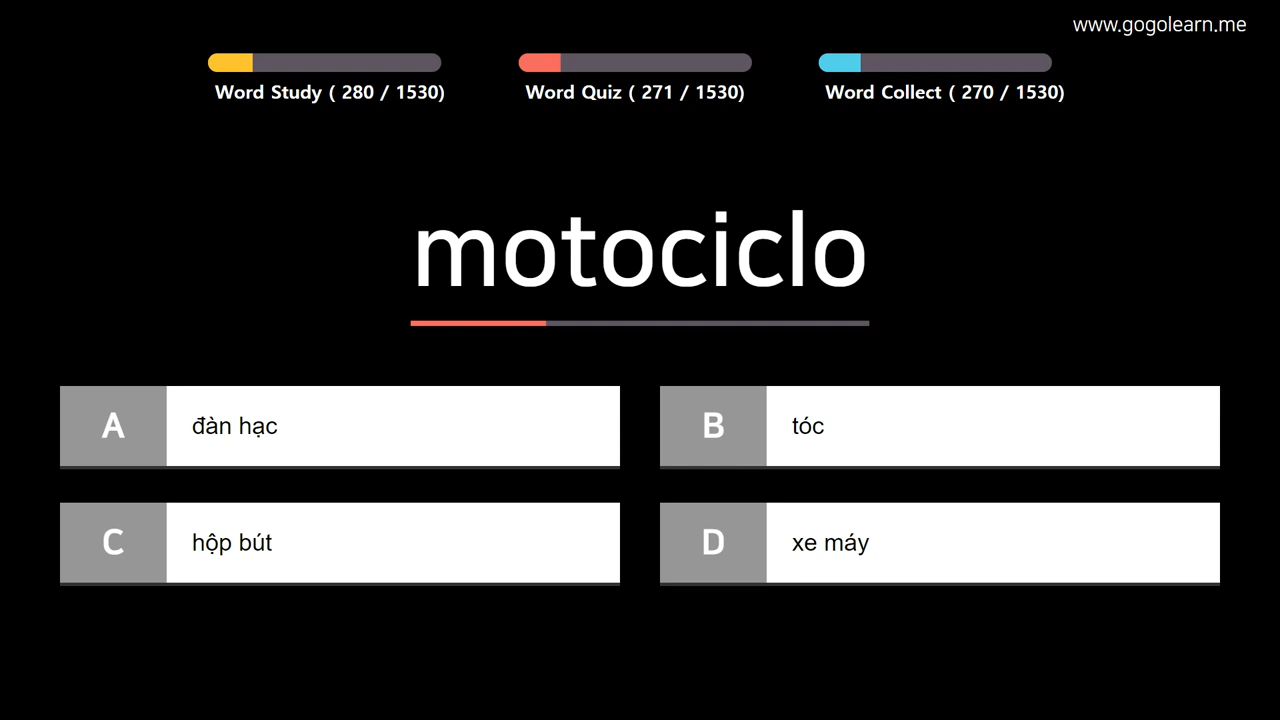 www.gogolearn.me
Word Study ( 280 / 1530)
Word Quiz ( 271 / 1530)
Word Collect ( 270 / 1530)
motociclo
A đàn hạc
B tóc
C hộp bút
D xe máy